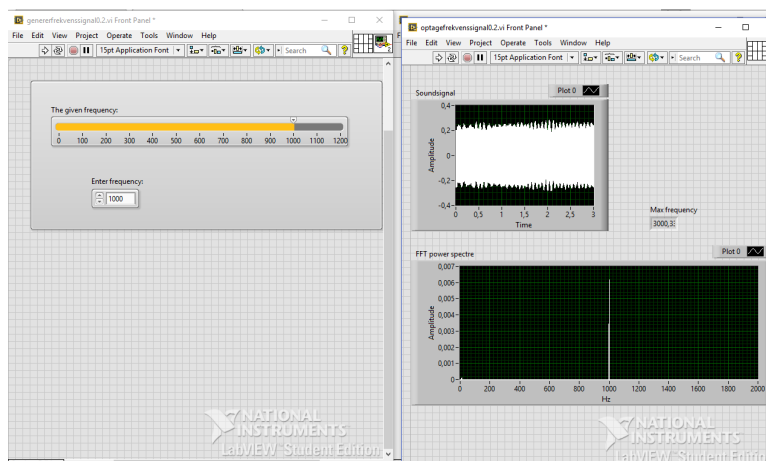 genererfrekvenssignal0.2.vi Front Panel *
File Edit View Project Operate Tools Window Help
15pt Application Font
Search
The given frequency:
0 100 200 300 400 500 600 700 800 900 1000 1100 1200
Enter frequency:
1000
NATIONAL
INSTRUMENTS
LabVIEW Student Edition
optagefrekvenssignal0.2.vi Front Panel *
File Edit View Project Operate Tools Window Help
15pt Application Font
Search
Soundsignal
Plot 0
0,4
0,2
0
-0,2
-0,4
Amplitude
0 0,5 1 1,5 2 2,5 3
Time
Max frequency
3000,3
FFT power spectre
Plot 0
0,007
0,006
0,005
0,004
0,003
0,002
0,001
0
Amplitude
0 200 400 600 800 1000 1200 1400 1600 1800 2000
Hz
NATIONAL
INSTRUMENTS
LabVIEW Student Edition